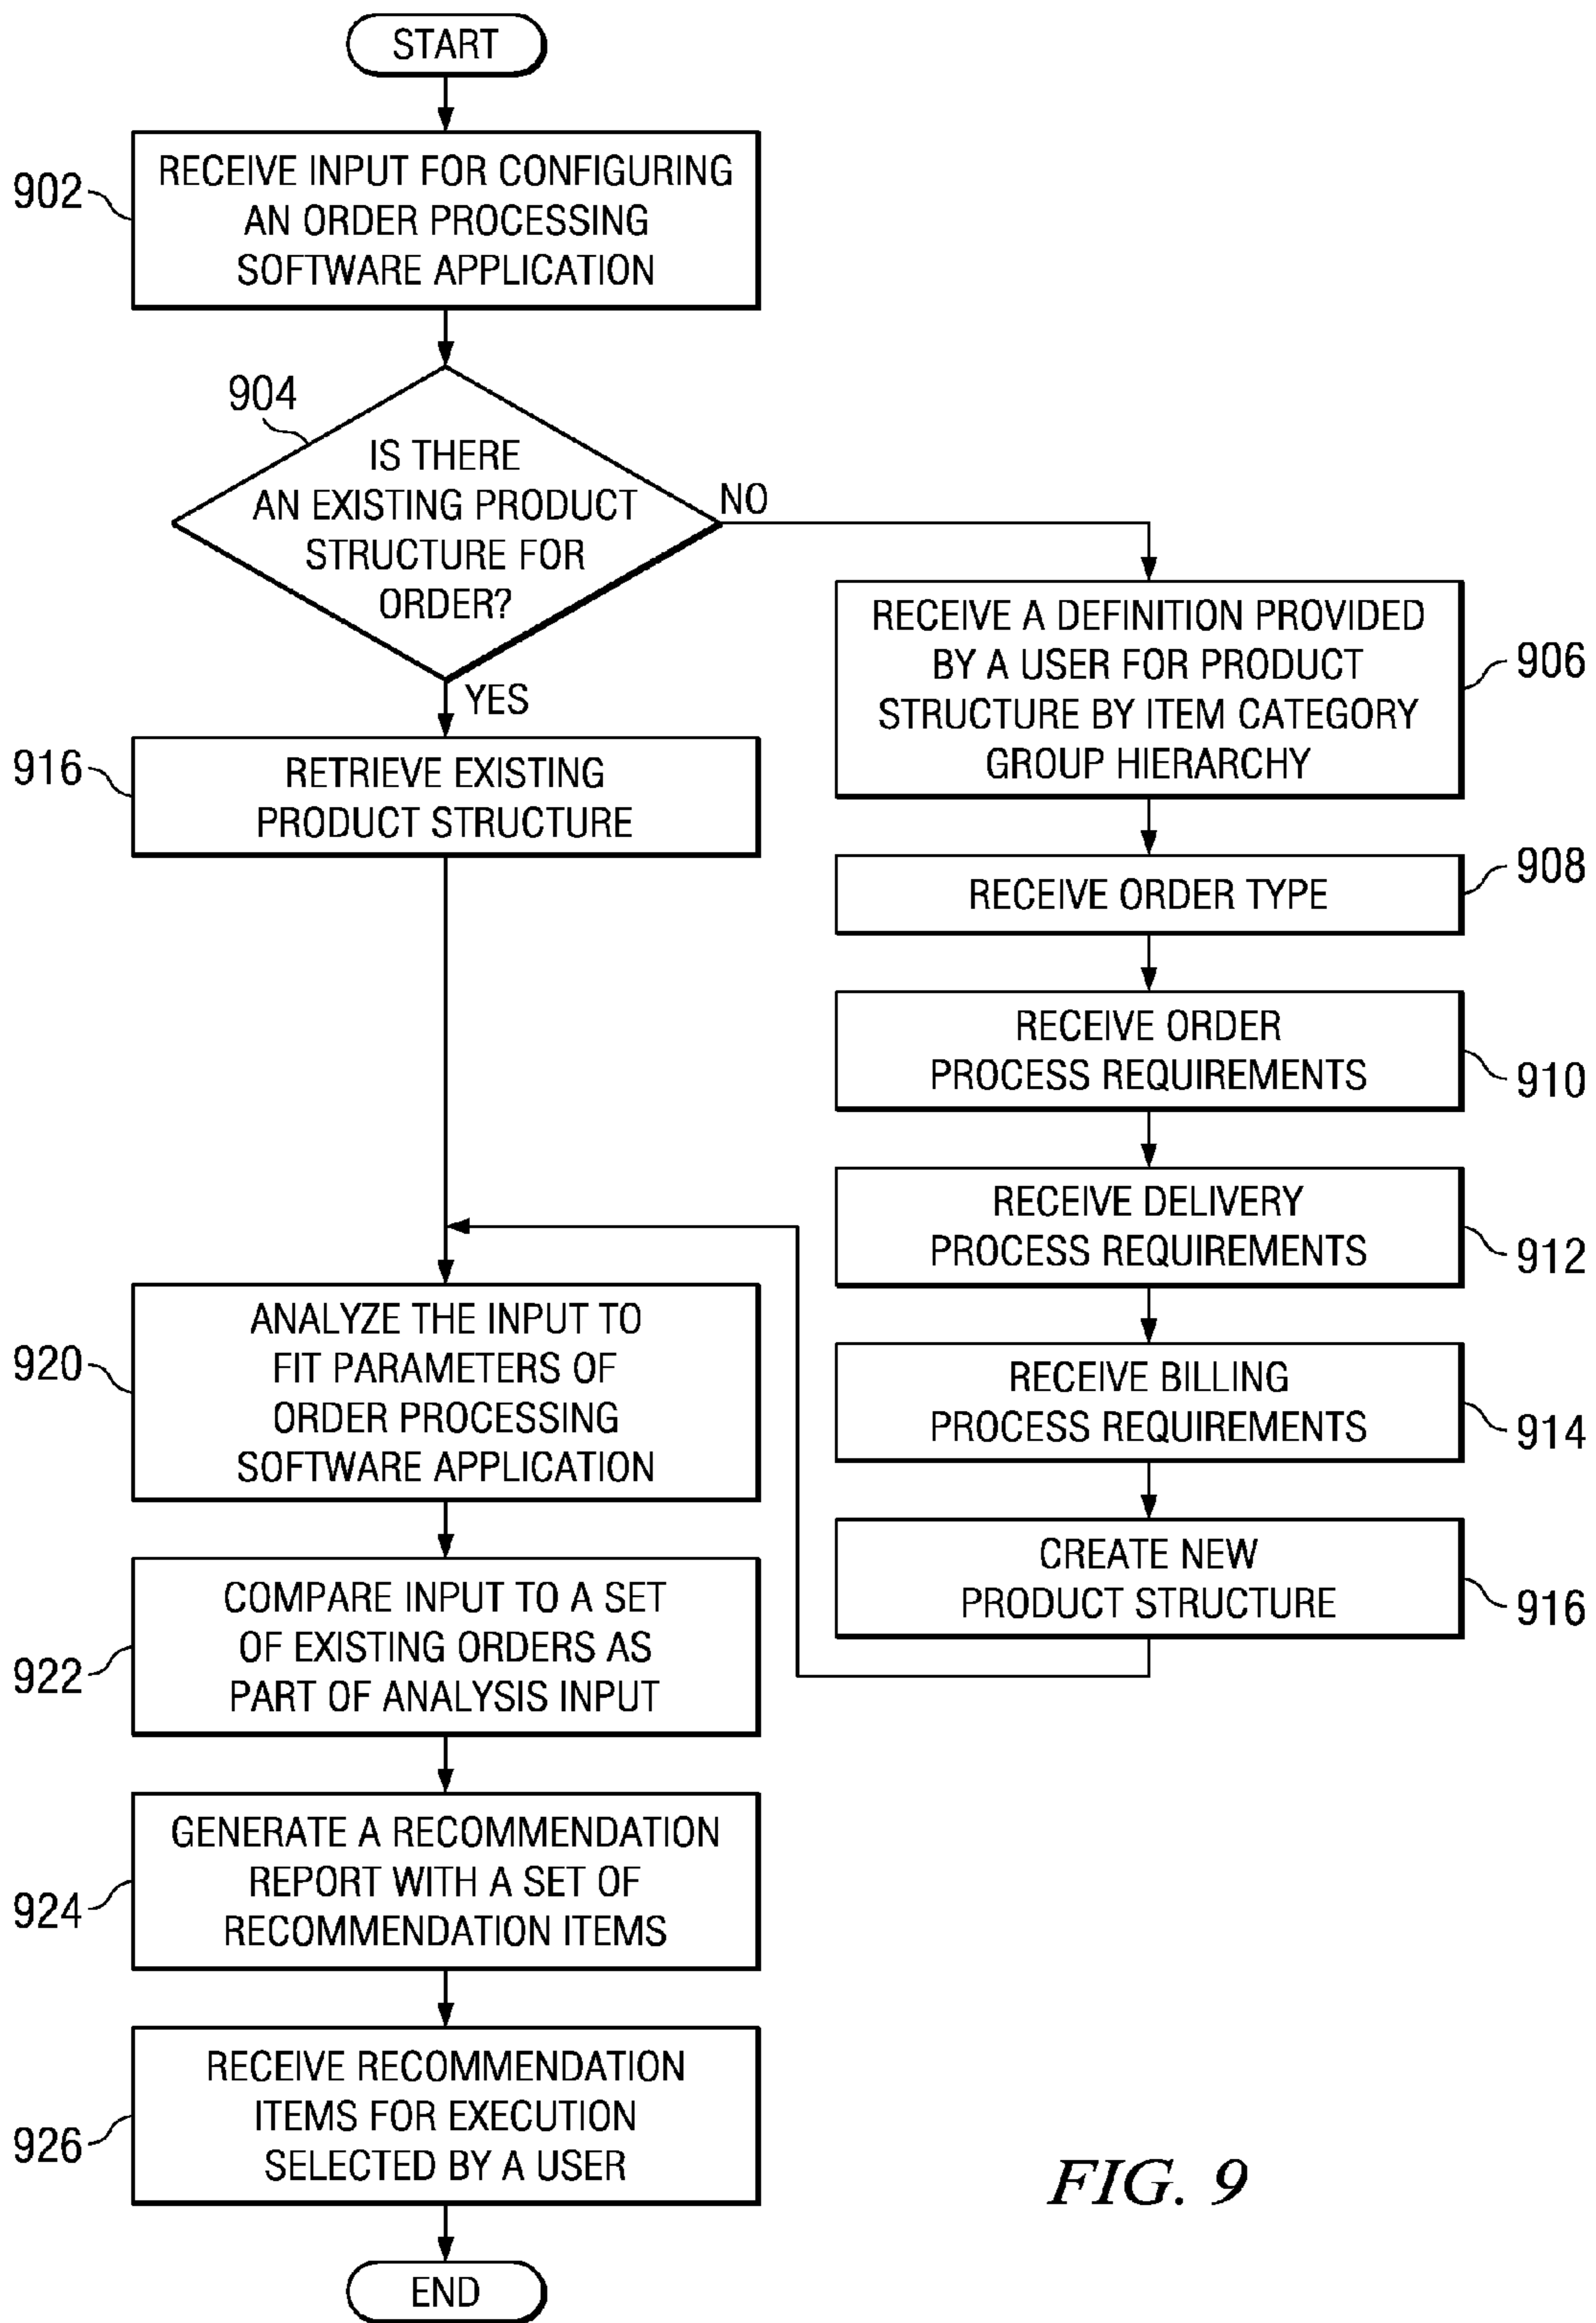 START
902
RECEIVE INPUT FOR CONFIGURING
AN ORDER PROCESSING
SOFTWARE APPLICATION
904
IS THERE
AN EXISTING PRODUCT
STRUCTURE FOR
ORDER?
NO
YES
916
RETRIEVE EXISTING
PRODUCT STRUCTURE
RECEIVE A DEFINITION PROVIDED
BY A USER FOR PRODUCT
STRUCTURE BY ITEM CATEGORY
GROUP HIERARCHY
906
RECEIVE ORDER TYPE
908
RECEIVE ORDER
PROCESS REQUIREMENTS
910
RECEIVE DELIVERY
PROCESS REQUIREMENTS
912
RECEIVE BILLING
PROCESS REQUIREMENTS
914
CREATE NEW
PRODUCT STRUCTURE
916
920
ANALYZE THE INPUT TO
FIT PARAMETERS OF
ORDER PROCESSING
SOFTWARE APPLICATION
922
COMPARE INPUT TO A SET
OF EXISTING ORDERS AS
PART OF ANALYSIS INPUT
924
GENERATE A RECOMMENDATION
REPORT WITH A SET OF
RECOMMENDATION ITEMS
926
RECEIVE RECOMMENDATION
ITEMS FOR EXECUTION
SELECTED BY A USER
END
FIG. 9